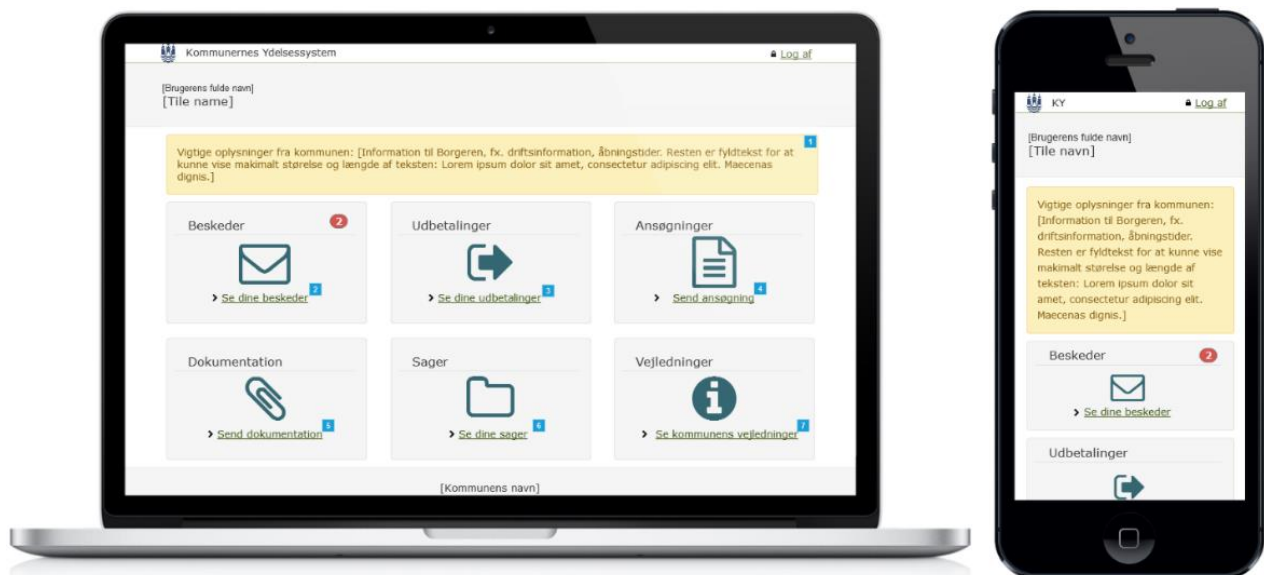 Kommunernes Ydelsessystem
Log af
[Brugerens fulde navn]
[Tile name]
1
Vigtige oplysninger fra kommunen: [Information til Borgeren, fx. driftsinformation, åbningstider. Resten er fyldtekst for at
kunne vise makimalt størelse og længde af teksten: Lorem ipsum dolor sit amet, consectetur adipiscing elit. Maecenas
dignis.]
Beskeder
2
Se dine beskeder
2
Udbetalinger
Se dine udbetalinger
3
Ansøgninger
Send ansøgning
4
Dokumentation
Send dokumentation
5
Sager
Se dine sager
6
Vejledninger
Se kommunens vejledninger
7
[Kommunens navn]
KY
Log af
[Brugerens fulde navn]
[Tile navn]
Vigtige oplysninger fra kommunen:
[Information til Borgeren, fx.
driftsinformation, åbningstider.
Resten er fyldtekst for at kunne vise
makimalt størelse og længde af
teksten: Lorem ipsum dolor sit
amet, consectetur adipiscing elit.
Maecenas dignis.]
Beskeder
2
Se dine beskeder
Udbetalinger